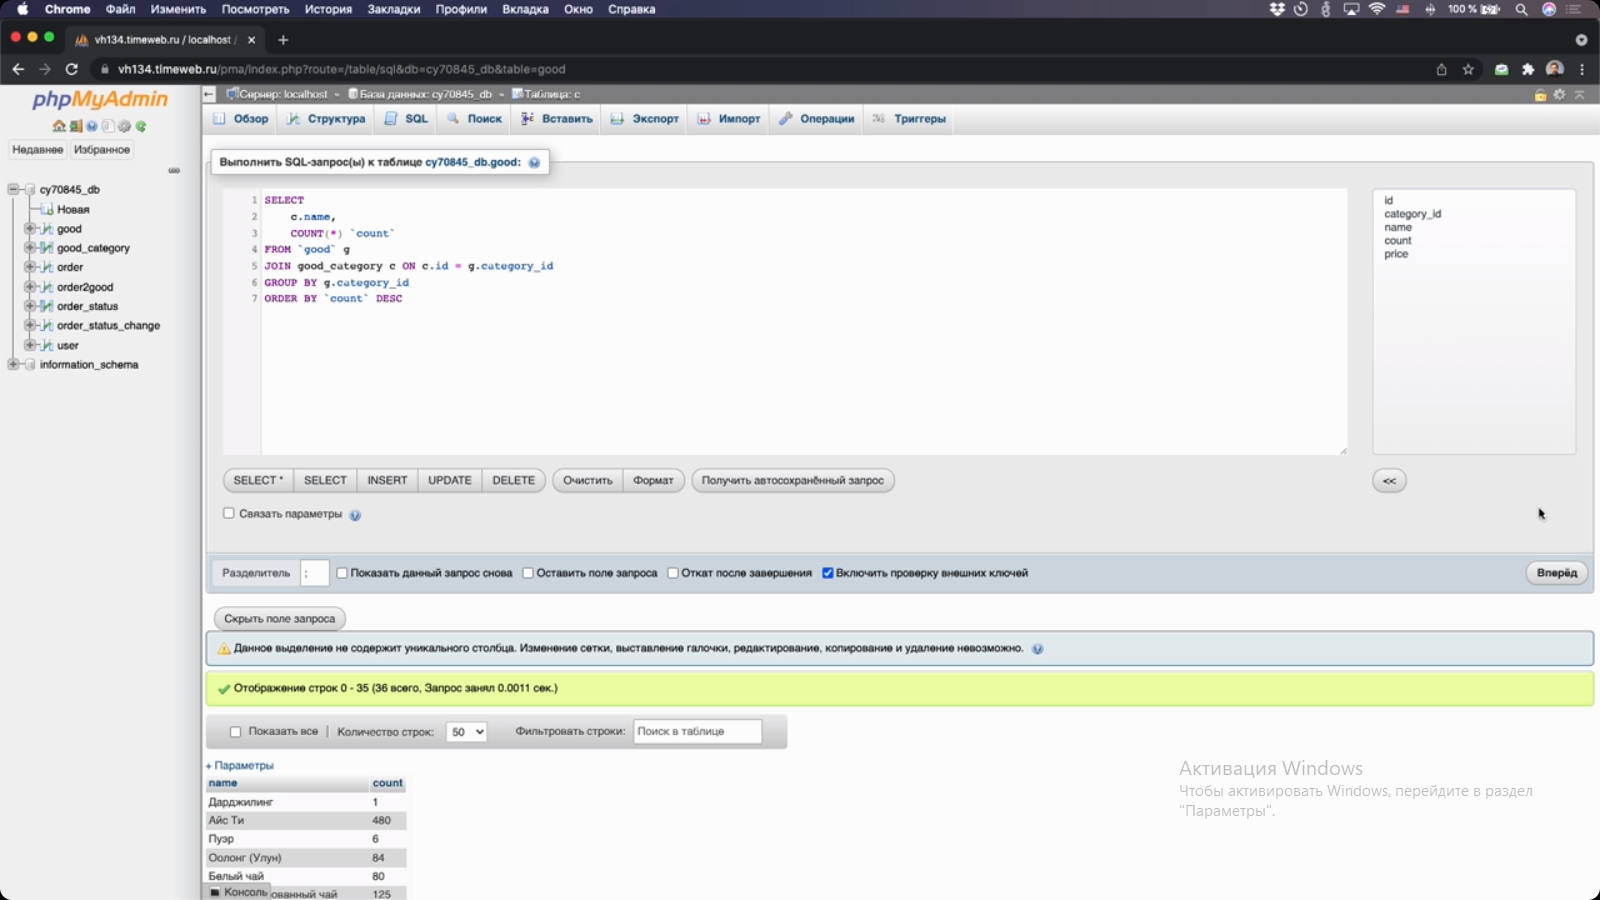 Chrome Файл Изменить Посмотреть История Закладки Профили Вкладка Окно Справка 100 %
vh134.timeweb.ru / localhost /
vh134.timeweb.ru/pma/index.php?route=/table/sql&db=cy70845_db&table=good
phpMyAdmin
Недавнее Избранное
cy70845_db
Новая
good
good_category
order
order2good
order_status
order_status_change
user
information_schema
Сервер: localhost » База данных: cy70845_db » Таблица: c
Обзор Структура SQL Поиск Вставить Экспорт Импорт Операции Триггеры
Выполнить SQL-запрос(ы) к таблице cy70845_db.good:
1 SELECT
2 c.name,
3 COUNT(*) `count`
4 FROM `good` g
5 JOIN good_category c ON c.id = g.category_id
6 GROUP BY g.category_id
7 ORDER BY `count` DESC
id
category_id
name
count
price
SELECT * SELECT INSERT UPDATE DELETE Очистить Формат Получить автосохранённый запрос <<
Связать параметры
Разделитель ; Показать данный запрос снова Оставить поле запроса Откат после завершения Включить проверку внешних ключей Вперёд
Скрыть поле запроса
Данное выделение не содержит уникального столбца. Изменение сетки, выставление галочки, редактирование, копирование и удаление невозможно.
Отображение строк 0 - 35 (36 всего, Запрос занял 0.0011 сек.)
Показать все | Количество строк: 50 Фильтровать строки: Поиск в таблице
+ Параметры
name count
Дарджилинг 1
Айс Ти 480
Пуэр 6
Оолонг (Улун) 84
Белый чай 80
Консоль ованный чай 125
Активация Windows
Чтобы активировать Windows, перейдите в раздел
"Параметры".